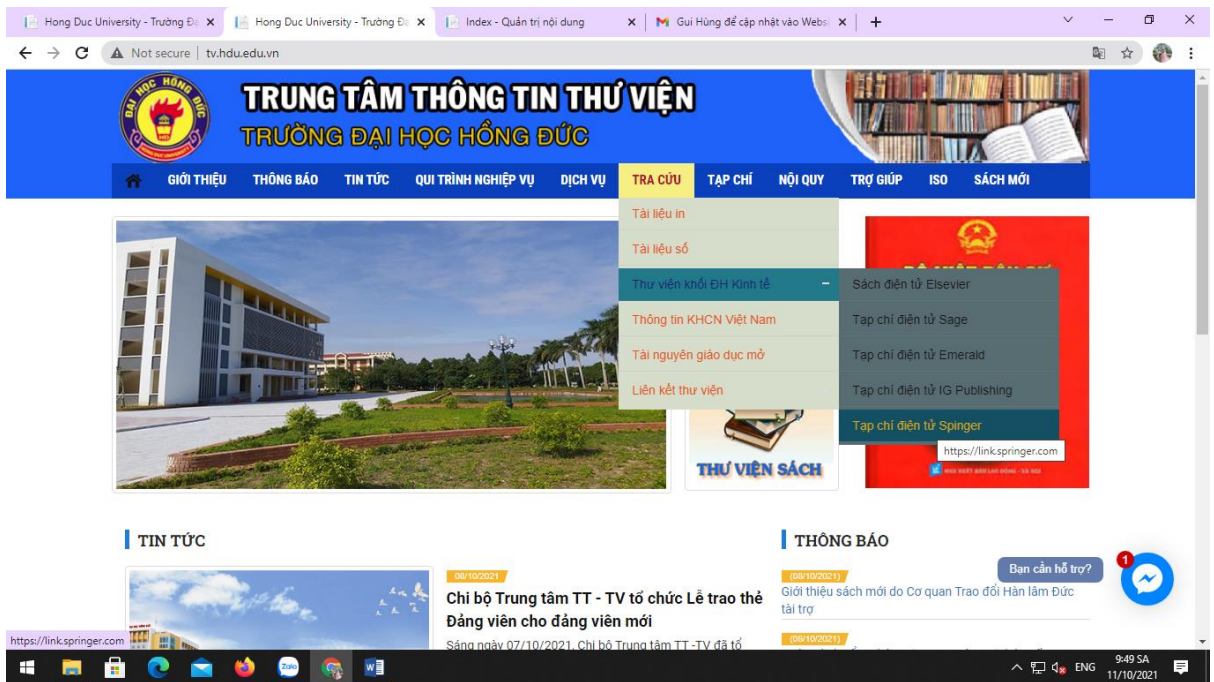 Hong Duc University - Trường Đạ
Hong Duc University - Trường Đạ
Index - Quản trị nội dung
Gui Hùng để cập nhật vào Websi
Not secure | tv.hdu.edu.vn
ĐẠI HỌC HỒNG ĐỨC
TRUNG TÂM THÔNG TIN THƯ VIỆN
TRƯỜNG ĐẠI HỌC HỒNG ĐỨC
GIỚI THIỆU THÔNG BÁO TIN TỨC QUI TRÌNH NGHIỆP VỤ DỊCH VỤ TRA CỨU TẠP CHÍ NỘI QUY TRỢ GIÚP ISO SÁCH MỚI
Tài liệu in
Tài liệu số
Thư viện khối ĐH Kinh tế
Thông tin KHCN Việt Nam
Tài nguyên giáo dục mở
Liên kết thư viện
Sách điện tử Elsevier
Tạp chí điện tử Sage
Tạp chí điện tử Emerald
Tạp chí điện tử IG Publishing
Tạp chí điện tử Spinger
https://link.springer.com
THƯ VIỆN SÁCH
TIN TỨC
08/10/2021
Chi bộ Trung tâm TT - TV tổ chức Lễ trao thẻ
Đảng viên cho đảng viên mới
Sáng ngày 07/10/2021, Chi bộ Trung tâm TT -TV đã tổ
THÔNG BÁO
(08/10/2021)
Giới thiệu sách mới do Cơ quan Trao đổi Hàn lâm Đức
tài trợ
(08/10/2021)
Bạn cần hỗ trợ?
1
https://link.springer.com
Zalo
ENG
9:49 SA
11/10/2021